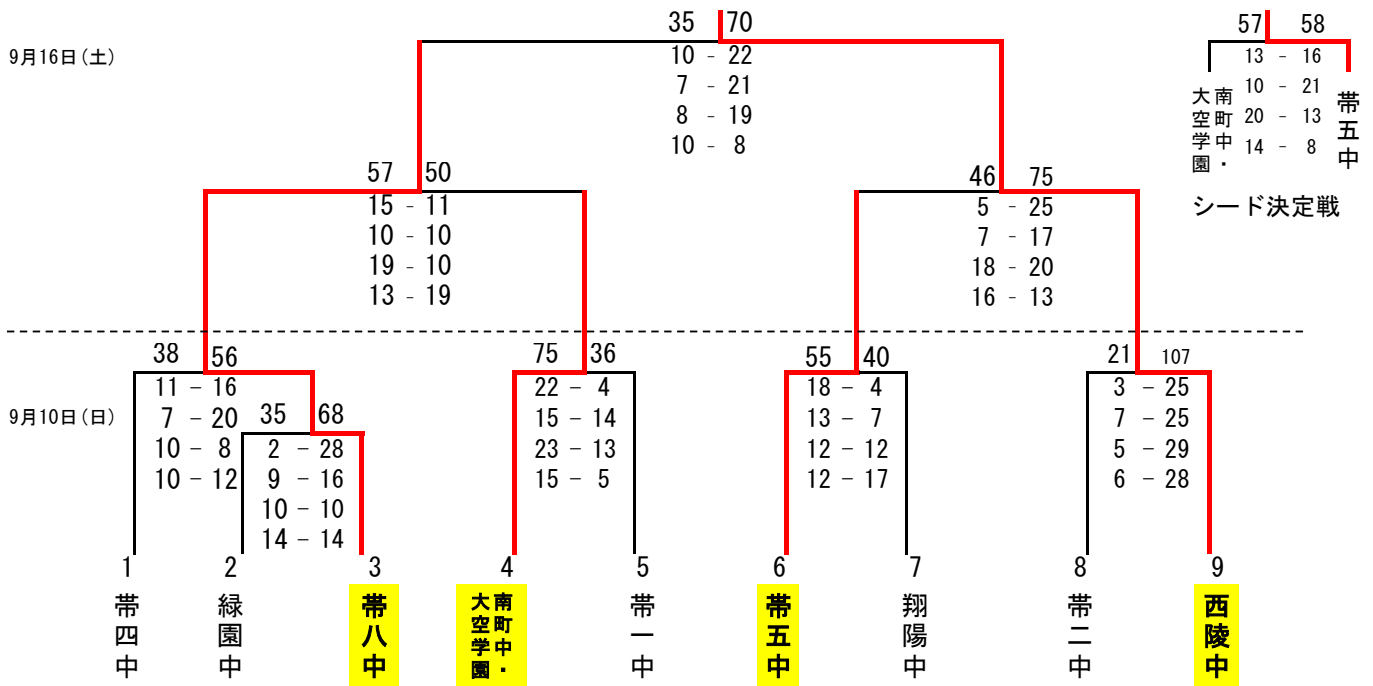 35 70
10 - 22
7 - 21
8 - 19
10 - 8
9月16日(土)
57 58
13 - 16
10 - 21
20 - 13
14 - 8
南町中・
大空学園
帯五中
シード決定戦
57 50
15 - 11
10 - 10
19 - 10
13 - 19
46 75
5 - 25
7 - 17
18 - 20
16 - 13
9月10日(日)
38 56
11 - 16
7 - 20
10 - 8
10 - 12
35 68
2 - 28
9 - 16
10 - 10
14 - 14
75 36
22 - 4
15 - 14
23 - 13
15 - 5
55 40
18 - 4
13 - 7
12 - 12
12 - 17
21 107
3 - 25
7 - 25
5 - 29
6 - 28
1
帯四中
2
緑園中
3
帯八中
4
南町中・
大空学園
5
帯一中
6
帯五中
7
翔陽中
8
帯二中
9
西陵中